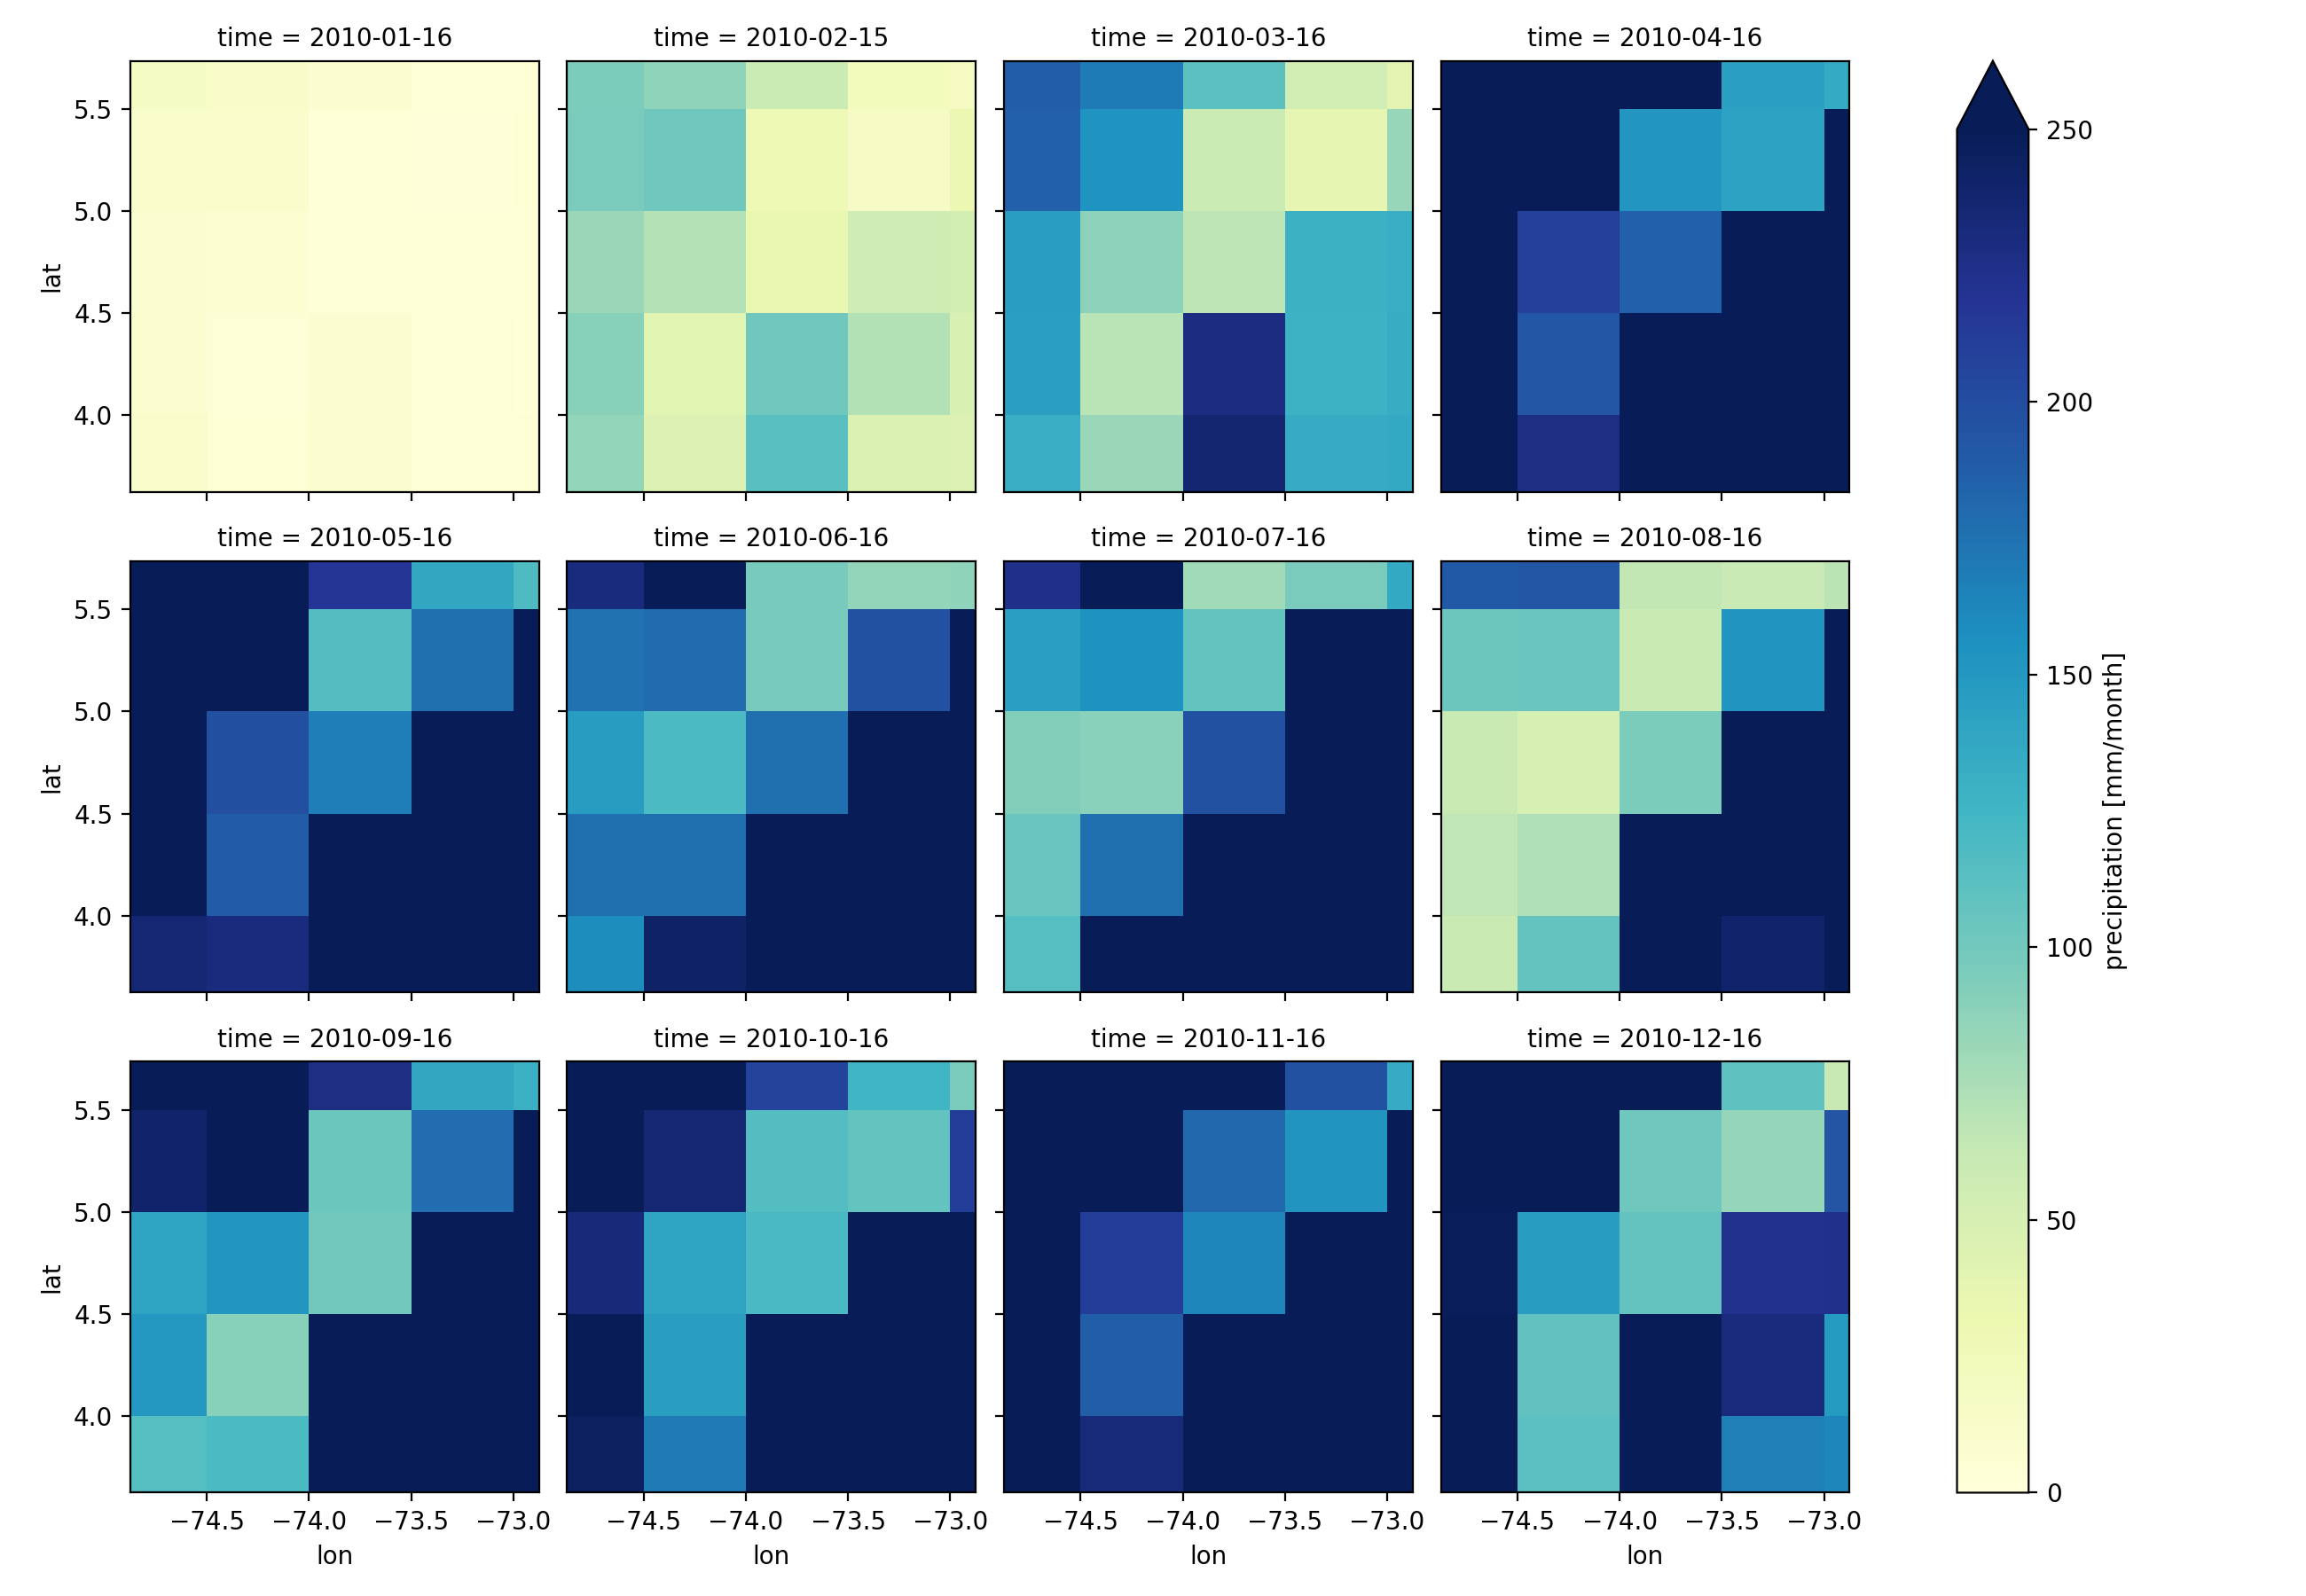 time = 2010-01-16
time = 2010-02-15
time = 2010-03-16
time = 2010-04-16
5.5
5.0
4.5
4.0
lat
time = 2010-05-16
time = 2010-06-16
time = 2010-07-16
time = 2010-08-16
5.5
5.0
4.5
4.0
lat
time = 2010-09-16
time = 2010-10-16
time = 2010-11-16
time = 2010-12-16
5.5
5.0
4.5
4.0
lat
−74.5 −74.0 −73.5 −73.0
lon
−74.5 −74.0 −73.5 −73.0
lon
−74.5 −74.0 −73.5 −73.0
lon
−74.5 −74.0 −73.5 −73.0
lon
250
200
150
100
50
0
precipitation [mm/month]